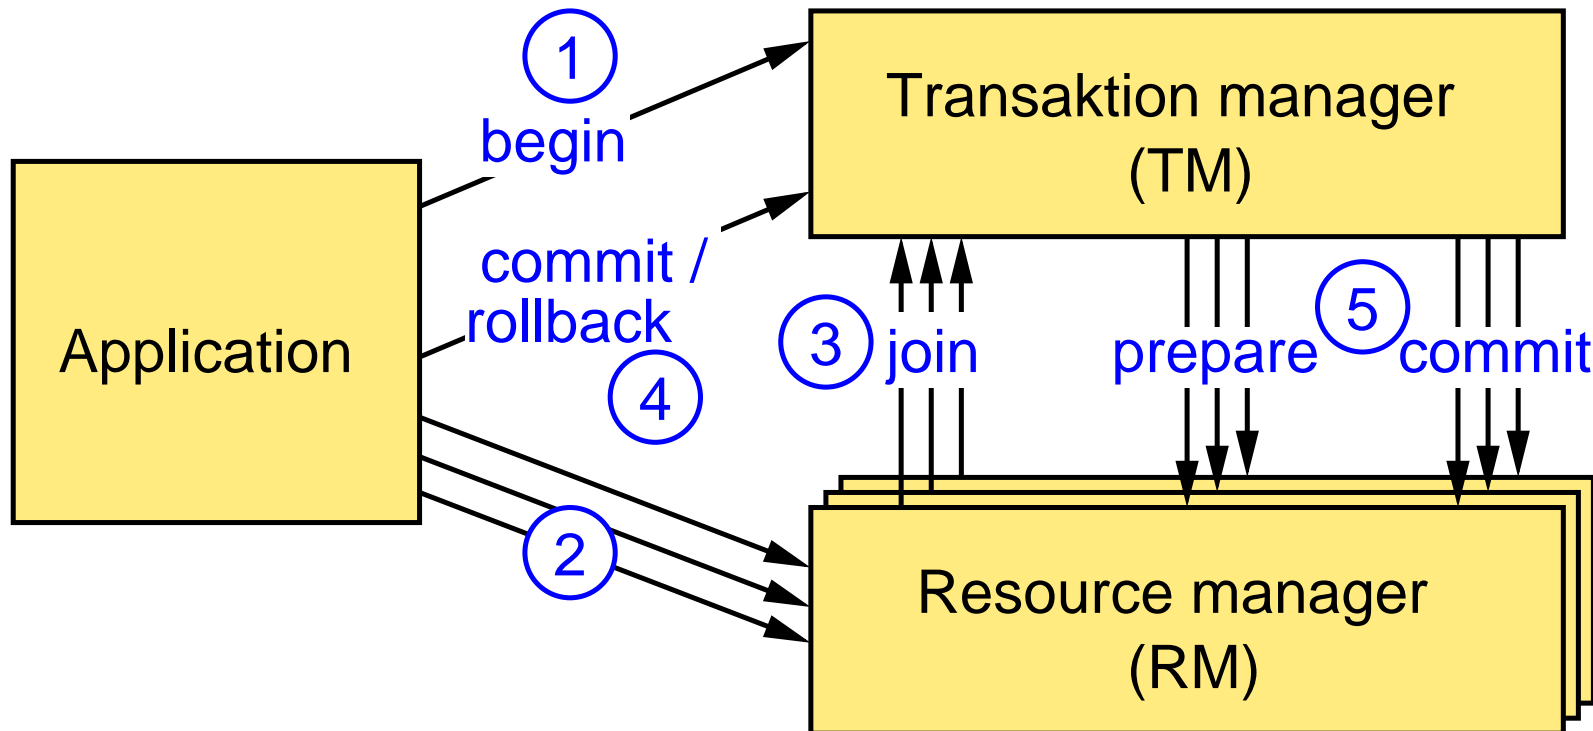 1
begin
Transaktion manager
(TM)
Application
commit /
rollback
4
3
join
prepare
5
commit
2
Resource manager
(RM)